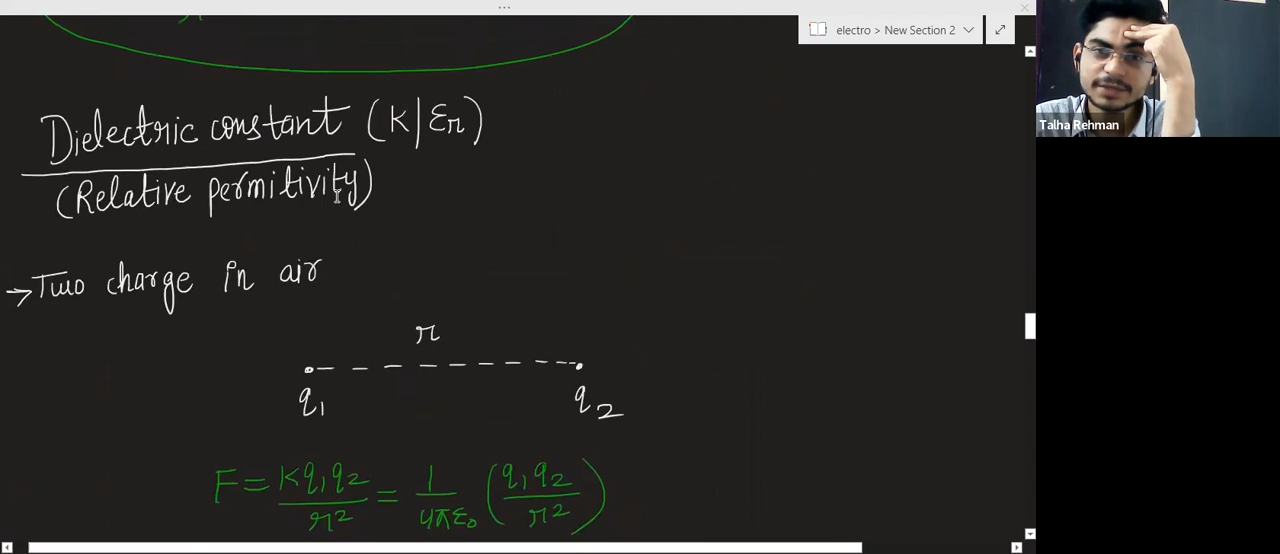 electro > New Section 2
Talha Rehman
Dielectric constant (K|εr)
(Relative permitivity)
→ Two charge in air
r
q1 q2
F = Kq1q2/r² = 1/4πε0 (q1q2/r²)